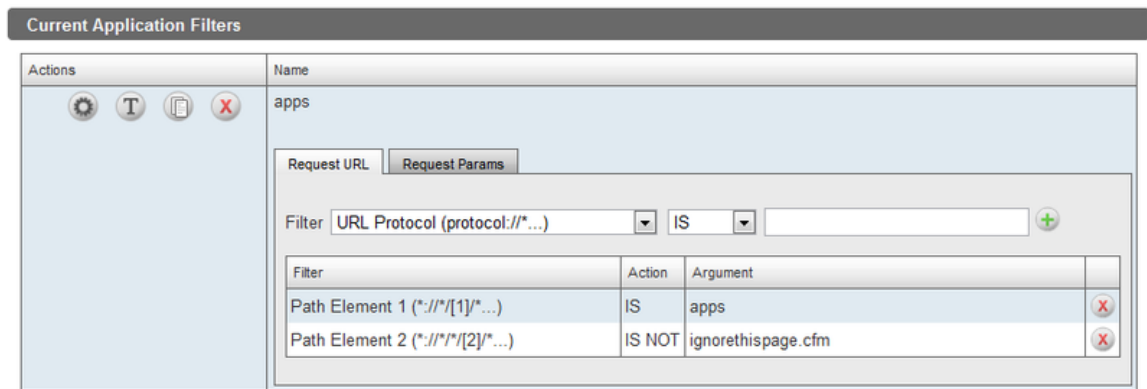 Current Application Filters
Actions Name
T X apps
Request URL Request Params
Filter URL Protocol (protocol://*...) IS
Filter Action Argument
Path Element 1 (*://*/[1]/*...) IS apps X
Path Element 2 (*://*/*/[2]/*...) IS NOT ignorethispage.cfm X